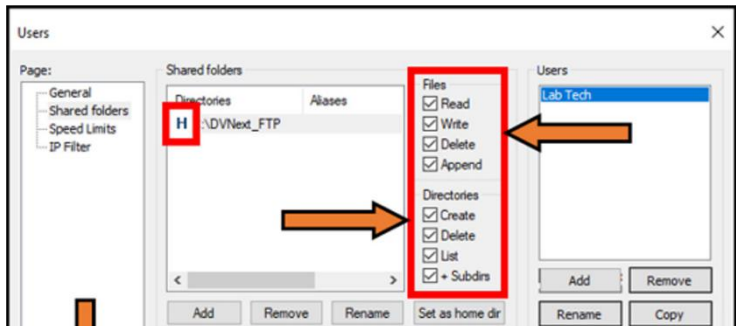 Users
Page:
General
Shared folders
Speed Limits
IP Filter
Shared folders
Directories Aliases
H :\DVNext_FTP
Files
Read
Write
Delete
Append
Directories
Create
Delete
List
+ Subdirs
Add Remove Rename Set as home dir
Users
Lab Tech
Add Remove
Rename Copy